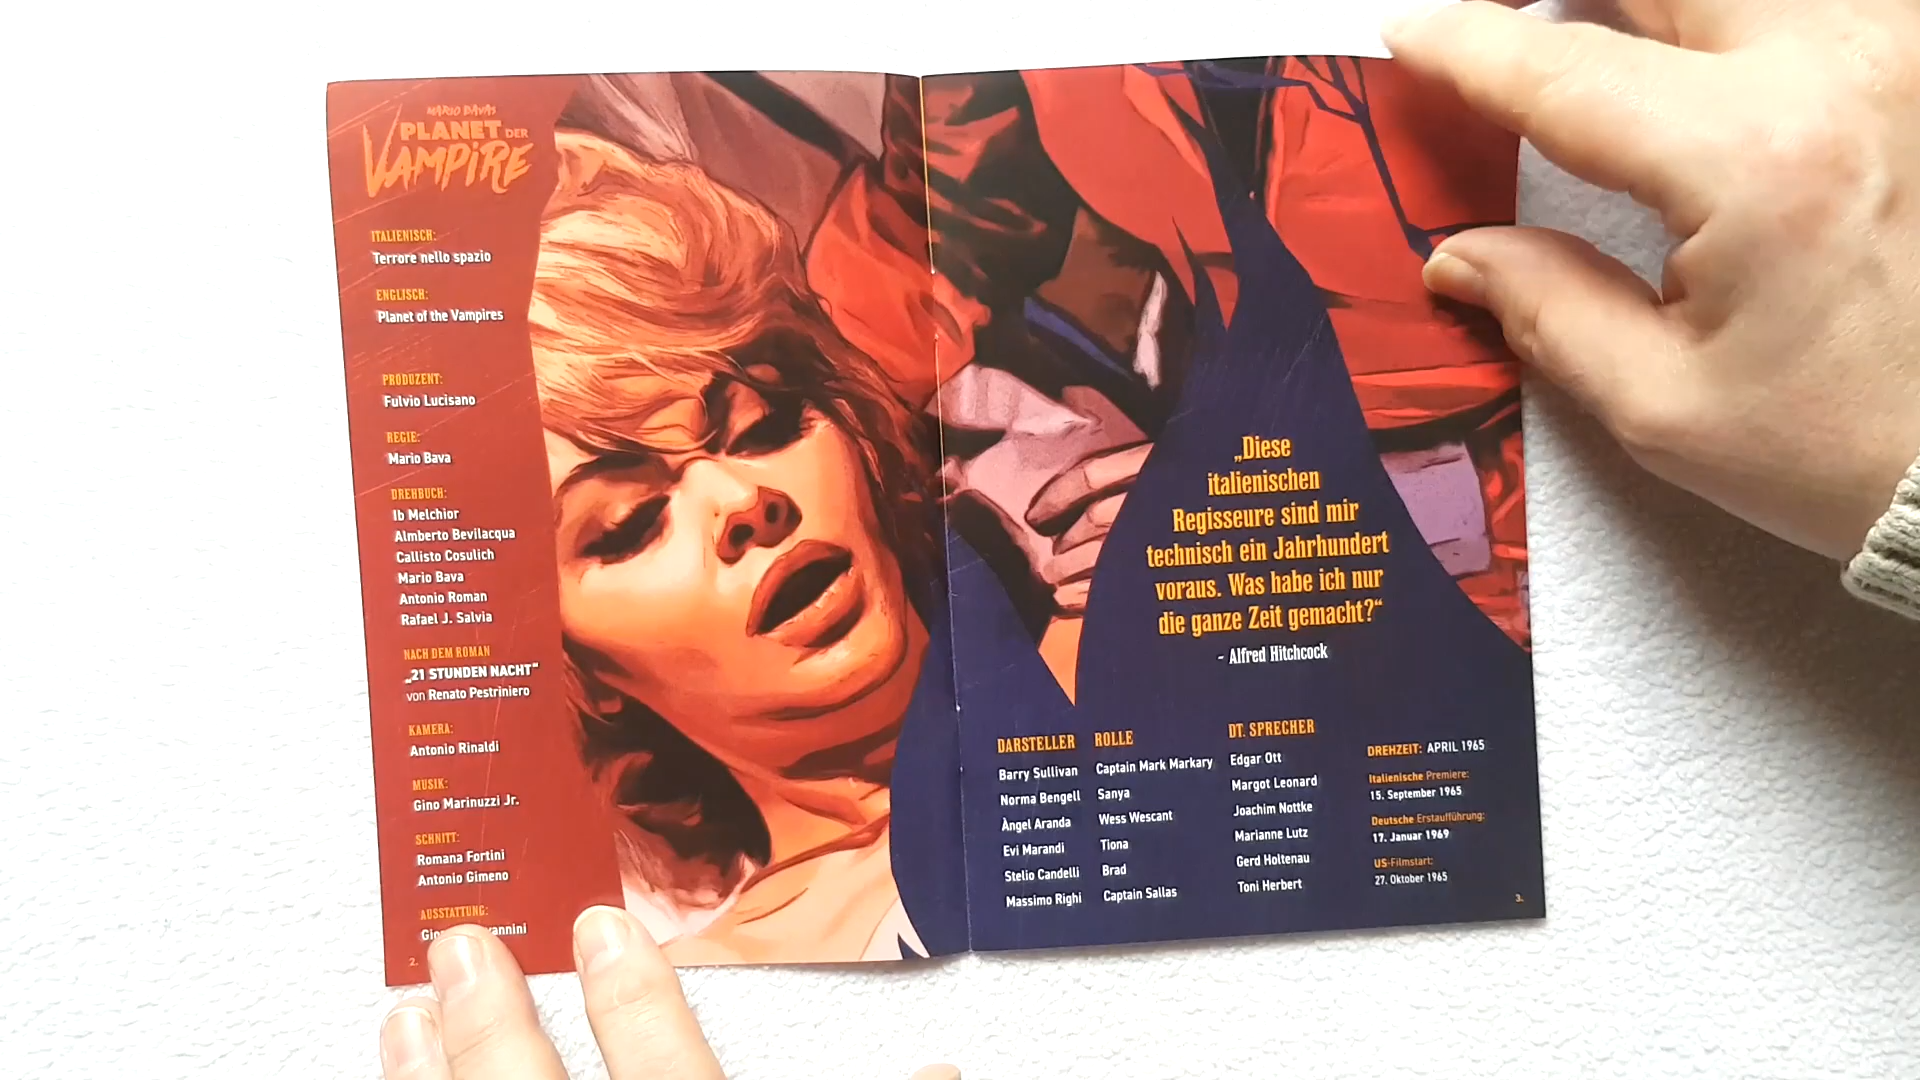 MARIO BAVAS
PLANET DER
VAMPIRE
ITALIENISCH:
Terrore nello spazio
ENGLISCH:
Planet of the Vampires
PRODUZENT:
Fulvio Lucisano
REGIE:
Mario Bava
DREHBUCH:
Ib Melchior
Almberto Bevilacqua
Callisto Cosulich
Mario Bava
Antonio Roman
Rafael J. Salvia
NACH DEM ROMAN
„21 STUNDEN NACHT“
von Renato Pestriniero
KAMERA:
Antonio Rinaldi
MUSIK:
Gino Marinuzzi Jr.
SCHNITT:
Romana Fortini
Antonio Gimeno
AUSSTATTUNG:
2.
„Diese
italienischen
Regisseure sind mir
technisch ein Jahrhundert
voraus. Was habe ich nur
die ganze Zeit gemacht?“
- Alfred Hitchcock
DARSTELLER ROLLE DT. SPRECHER
Barry Sullivan Captain Mark Markary Edgar Ott
Norma Bengell Sanya Margot Leonard
Àngel Aranda Wess Wescant Joachim Nottke
Evi Marandi Tiona Marianne Lutz
Stelio Candelli Brad Gerd Holtenau
Massimo Righi Captain Sallas Toni Herbert
DREHZEIT: APRIL 1965
Italienische Premiere:
15. September 1965
Deutsche Erstaufführung:
17. Januar 1969
US-Filmstart:
27. Oktober 1965
3.